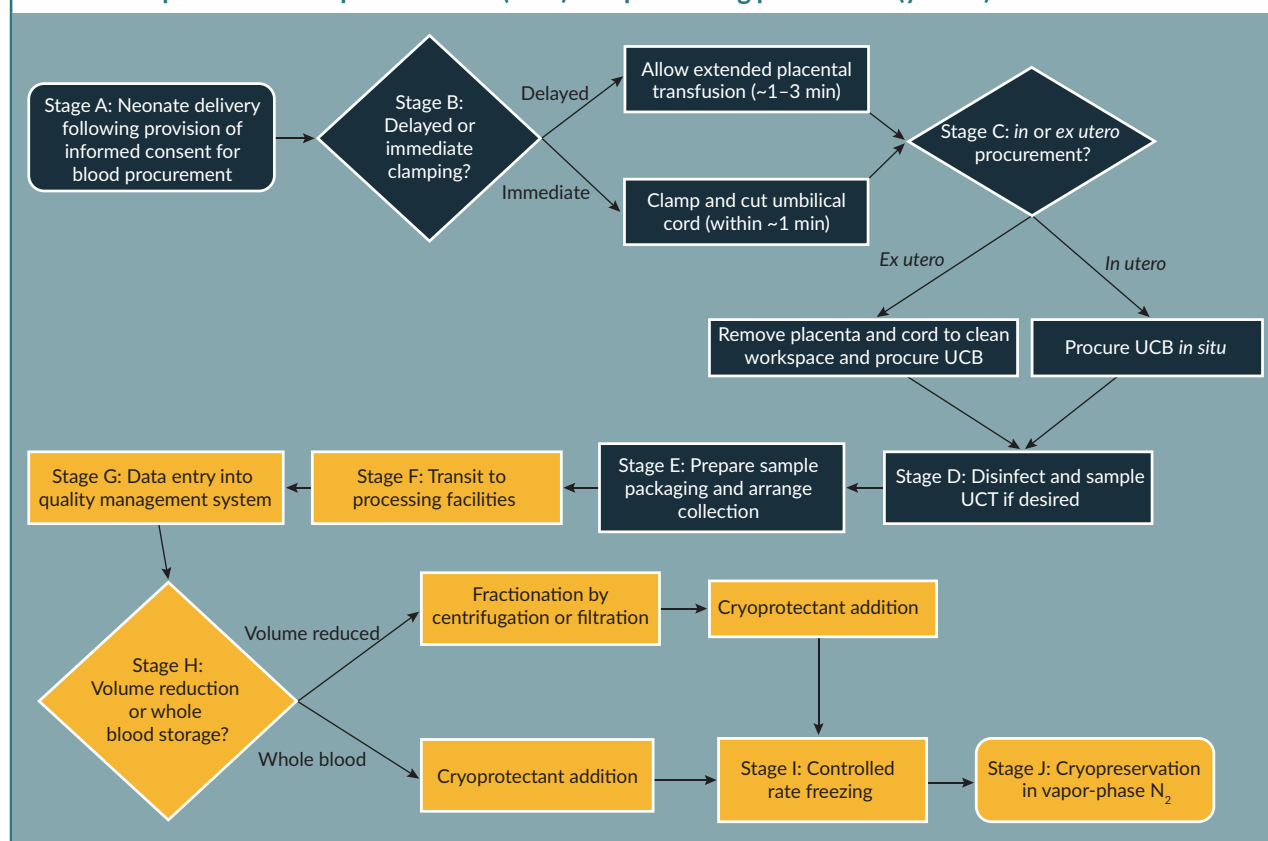 Stage A: Neonate delivery
following provision of
informed consent for
blood procurement
Stage B:
Delayed or
immediate
clamping?
Delayed
Immediate
Allow extended placental
transfusion (~1–3 min)
Clamp and cut umbilical
cord (within ~1 min)
Stage C: in or ex utero
procurement?
Ex utero
In utero
Remove placenta and cord to clean
workspace and procure UCB
Procure UCB in situ
Stage D: Disinfect and sample
UCT if desired
Stage E: Prepare sample
packaging and arrange
collection
Stage F: Transit to
processing facilities
Stage G: Data entry into
quality management system
Stage H:
Volume reduction
or whole
blood storage?
Volume reduced
Whole blood
Fractionation by
centrifugation or filtration
Cryoprotectant addition
Cryoprotectant addition
Stage I: Controlled
rate freezing
Stage J: Cryopreservation
in vapor-phase N2